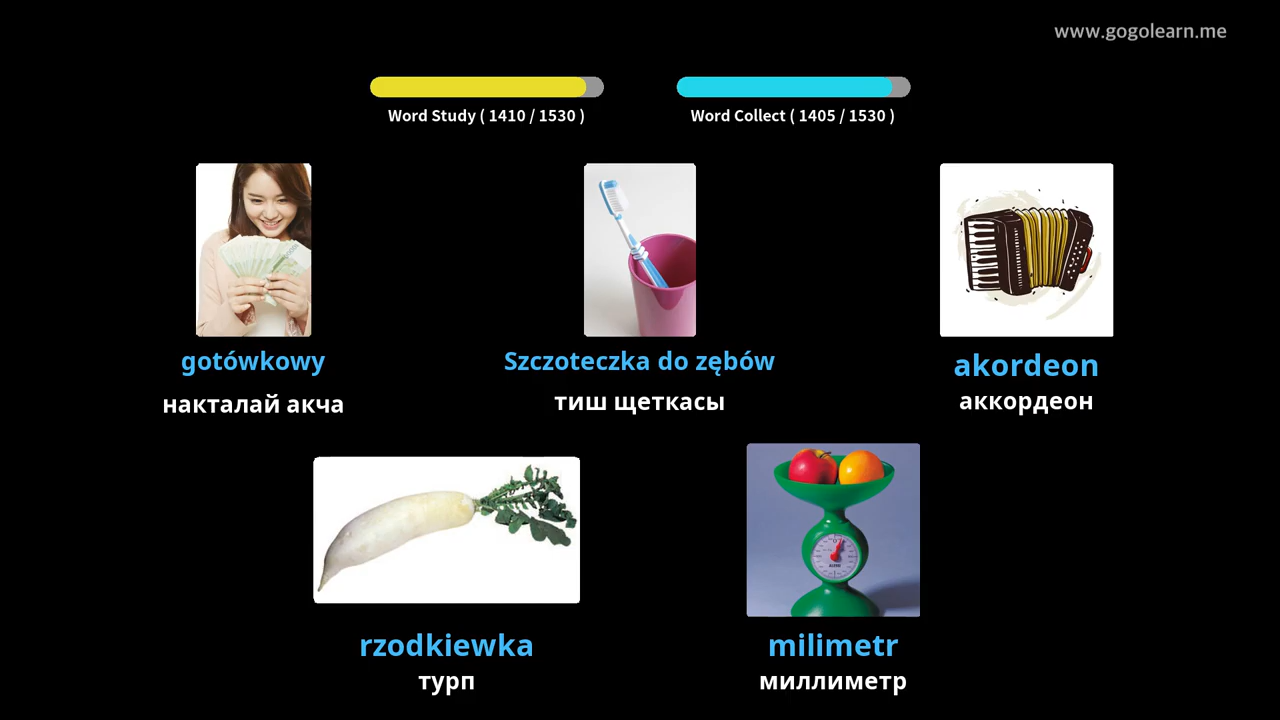 www.gogolearn.me
Word Study ( 1410 / 1530 )
Word Collect ( 1405 / 1530 )
gotówkowy
накталай акча
Szczoteczka do zębów
тиш щеткасы
akordeon
аккордеон
rzodkiewka
турп
milimetr
миллиметр